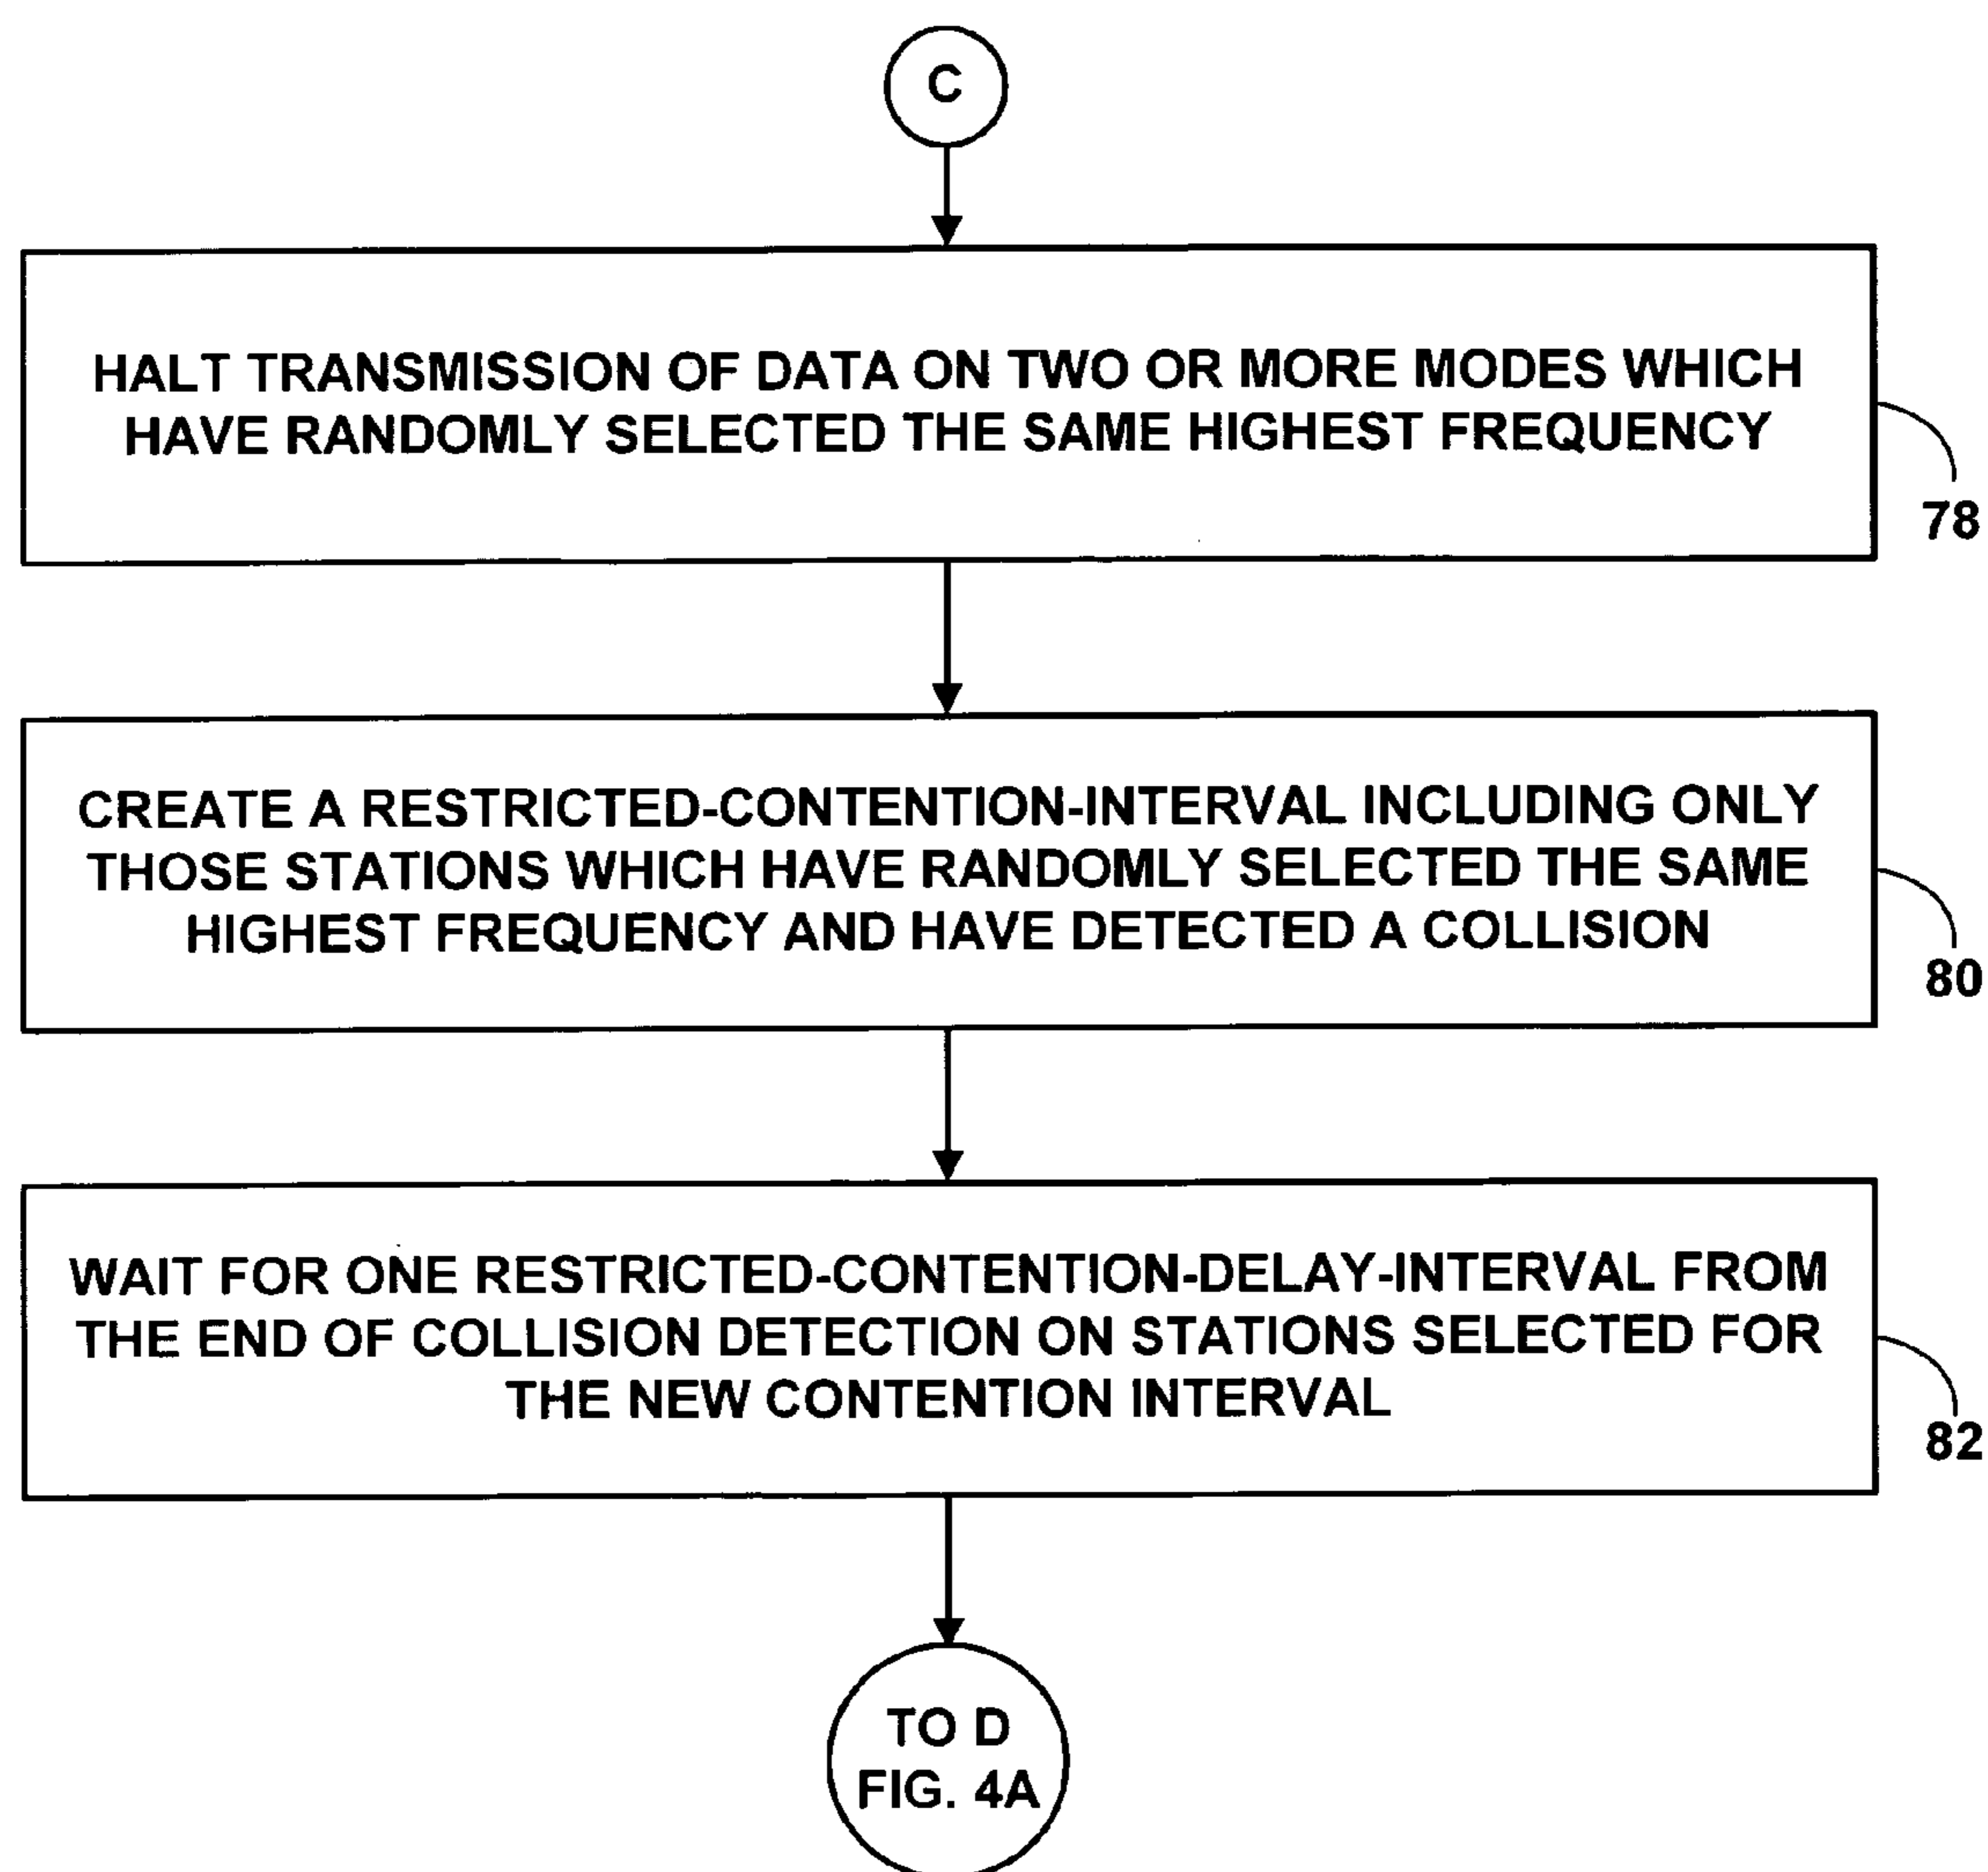 C
HALT TRANSMISSION OF DATA ON TWO OR MORE MODES WHICH
HAVE RANDOMLY SELECTED THE SAME HIGHEST FREQUENCY
78
CREATE A RESTRICTED-CONTENTION-INTERVAL INCLUDING ONLY
THOSE STATIONS WHICH HAVE RANDOMLY SELECTED THE SAME
HIGHEST FREQUENCY AND HAVE DETECTED A COLLISION
80
WAIT FOR ONE RESTRICTED-CONTENTION-DELAY-INTERVAL FROM
THE END OF COLLISION DETECTION ON STATIONS SELECTED FOR
THE NEW CONTENTION INTERVAL
82
TO D
FIG. 4A